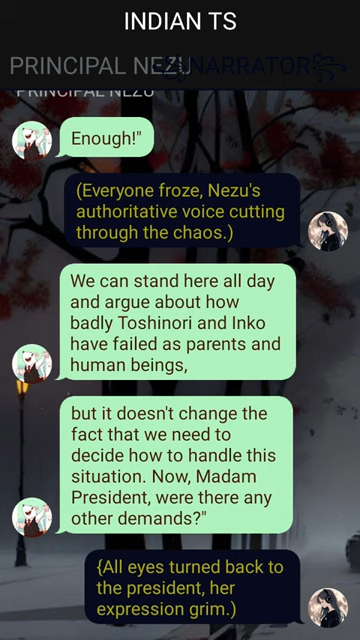 INDIAN TS
PRINCIPAL NEZU NARRATOR
PRINCIPAL NEZU
Enough!"
(Everyone froze, Nezu's
authoritative voice cutting
through the chaos.)
We can stand here all day
and argue about how
badly Toshinori and Inko
have failed as parents and
human beings,
but it doesn't change the
fact that we need to
decide how to handle this
situation. Now, Madam
President, were there any
other demands?"
{All eyes turned back to
the president, her
expression grim.)